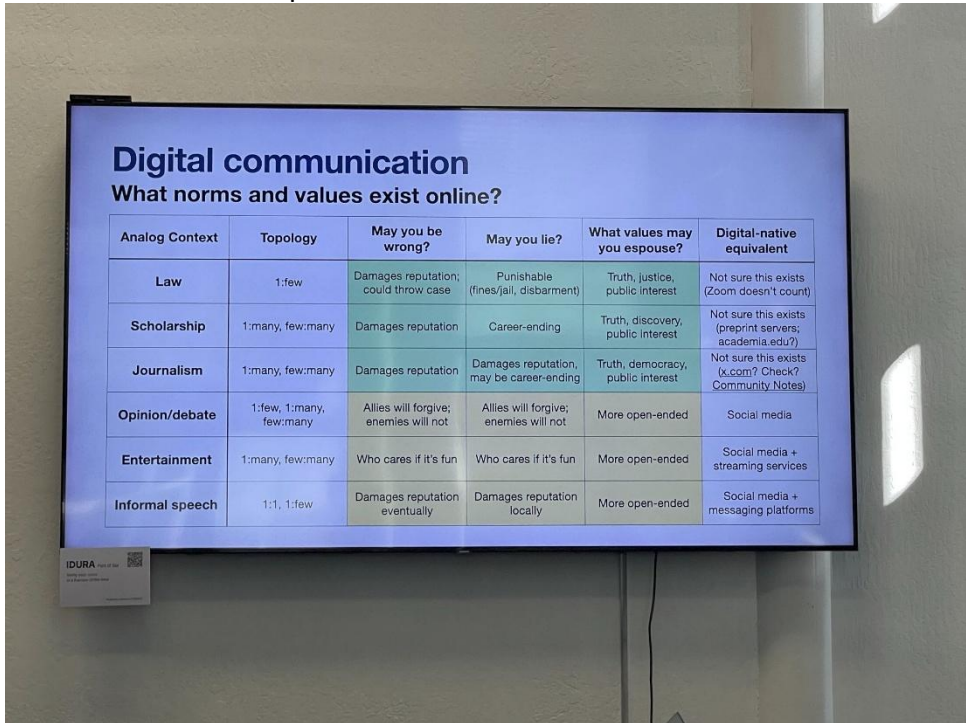 Digital communication
What norms and values exist online?
Analog Context
Topology
May you be
wrong?
May you lie?
What values may
you espouse?
Digital-native
equivalent
Law
1:few
Damages reputation;
could throw case
Punishable
(fines/jail, disbarment)
Truth, justice,
public interest
Not sure this exists
(Zoom doesn't count)
Scholarship
1:many, few:many
Damages reputation
Career-ending
Truth, discovery,
public interest
Not sure this exists
(preprint servers;
academia.edu?)
Journalism
1:many, few:many
Damages reputation
Damages reputation,
may be career-ending
Truth, democracy,
public interest
Not sure this exists
(x.com? Check?
Community Notes)
Opinion/debate
1:few, 1:many,
few:many
Allies will forgive;
enemies will not
Allies will forgive;
enemies will not
More open-ended
Social media
Entertainment
1:many, few:many
Who cares if it's fun
Who cares if it's fun
More open-ended
Social media +
streaming services
Informal speech
1:1, 1:few
Damages reputation
eventually
Damages reputation
locally
More open-ended
Social media +
messaging platforms
IDURA